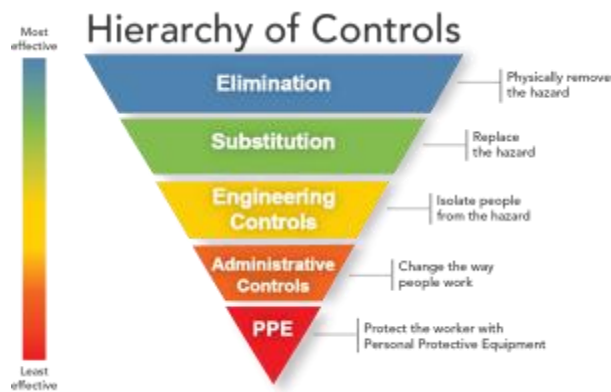 Hierarchy of Controls
Most
effective
Elimination
Physically remove
the hazard
Substitution
Replace
the hazard
Engineering
Controls
Isolate people
from the hazard
Administrative
Controls
Change the way
people work
PPE
Protect the worker with
Personal Protective Equipment
Least
effective